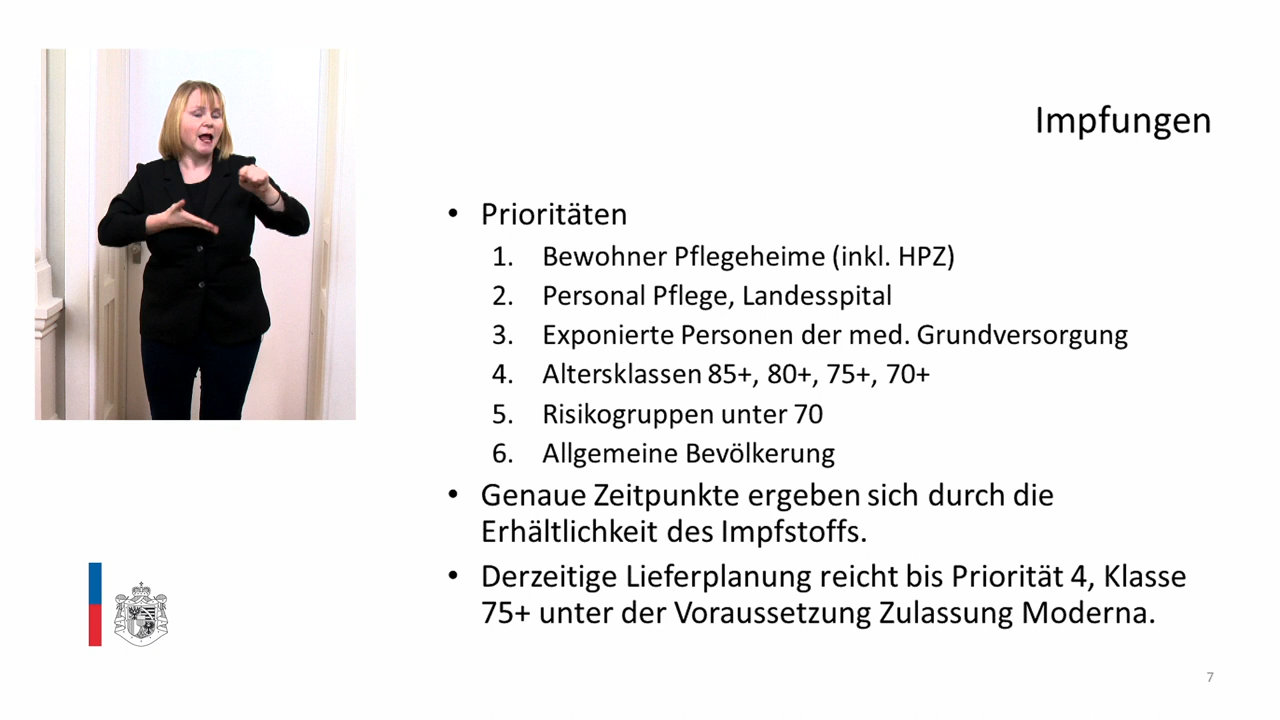 Impfungen
• Prioritäten
1. Bewohner Pflegeheime (inkl. HPZ)
2. Personal Pflege, Landesspital
3. Exponierte Personen der med. Grundversorgung
4. Altersklassen 85+, 80+, 75+, 70+
5. Risikogruppen unter 70
6. Allgemeine Bevölkerung
• Genaue Zeitpunkte ergeben sich durch die
Erhältlichkeit des Impfstoffs.
• Derzeitige Lieferplanung reicht bis Priorität 4, Klasse
75+ unter der Voraussetzung Zulassung Moderna.
7